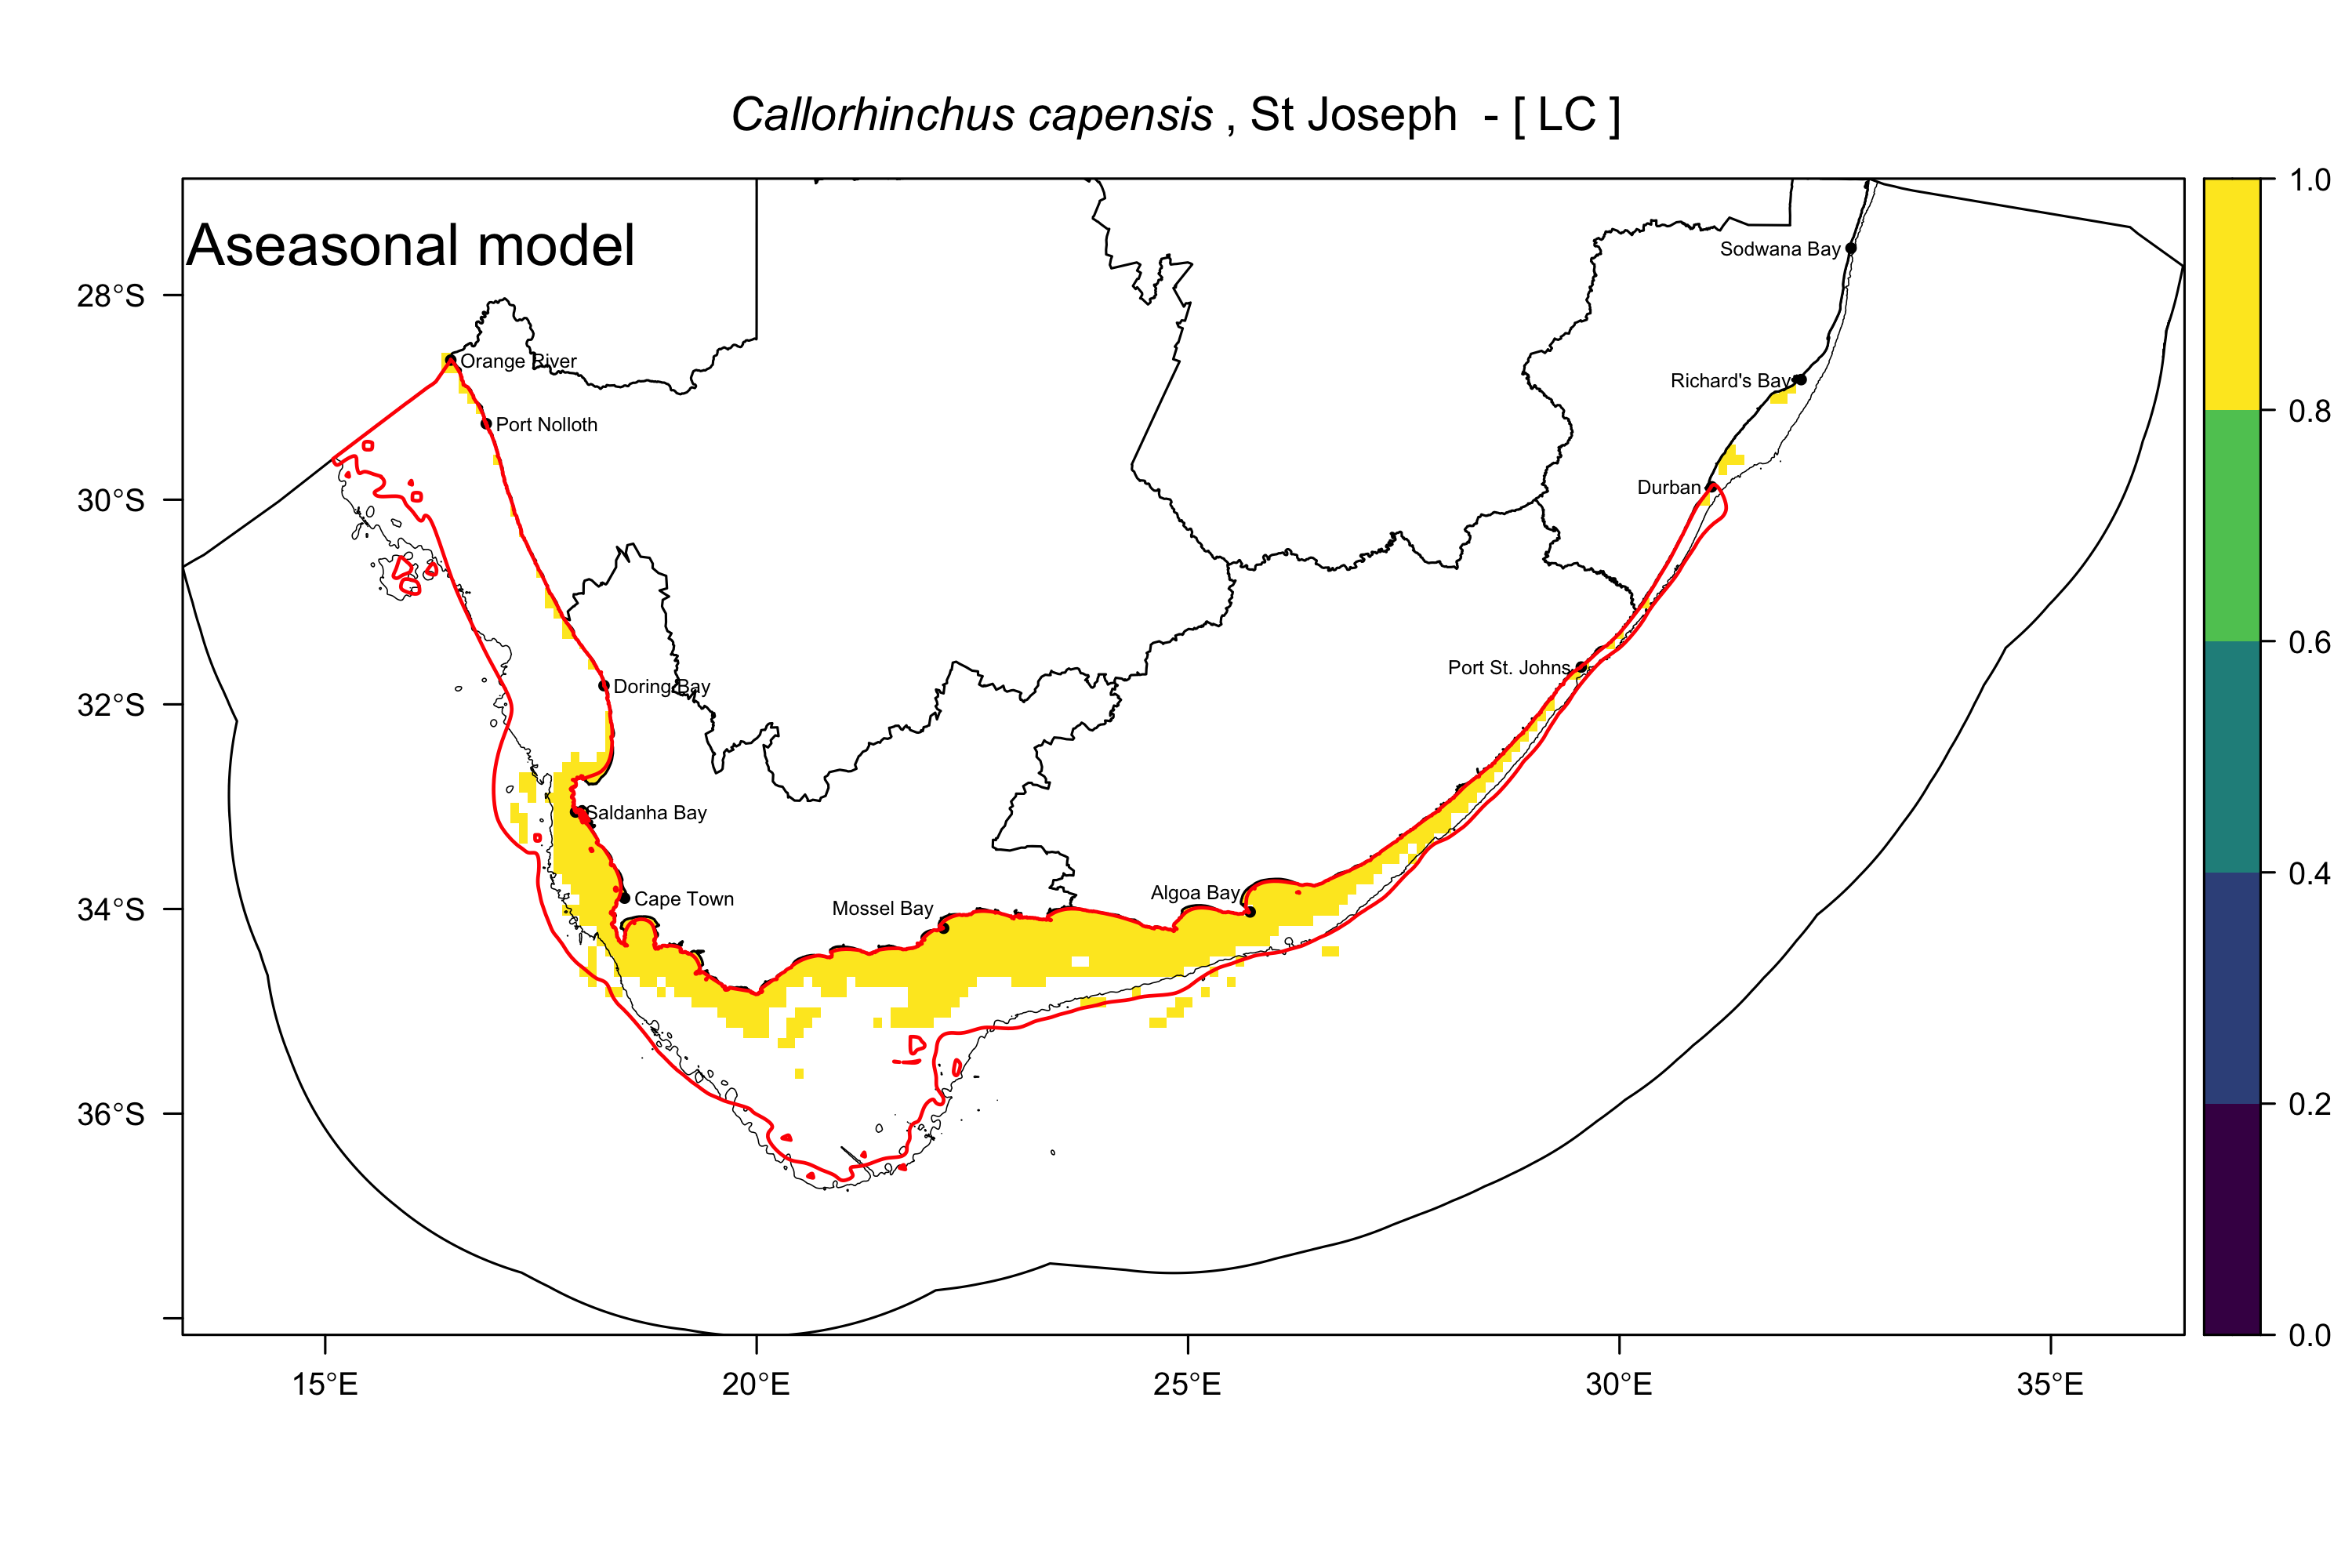 Callorhinchus capensis , St Joseph - [ LC ]
Aseasonal model
Sodwana Bay
Richard's Bay
Durban
Port St. Johns
Orange River
Port Nolloth
Doring Bay
Saldanha Bay
Cape Town
Mossel Bay
Algoa Bay
28°S
30°S
32°S
34°S
36°S
15°E
20°E
25°E
30°E
35°E
1.0
0.8
0.6
0.4
0.2
0.0